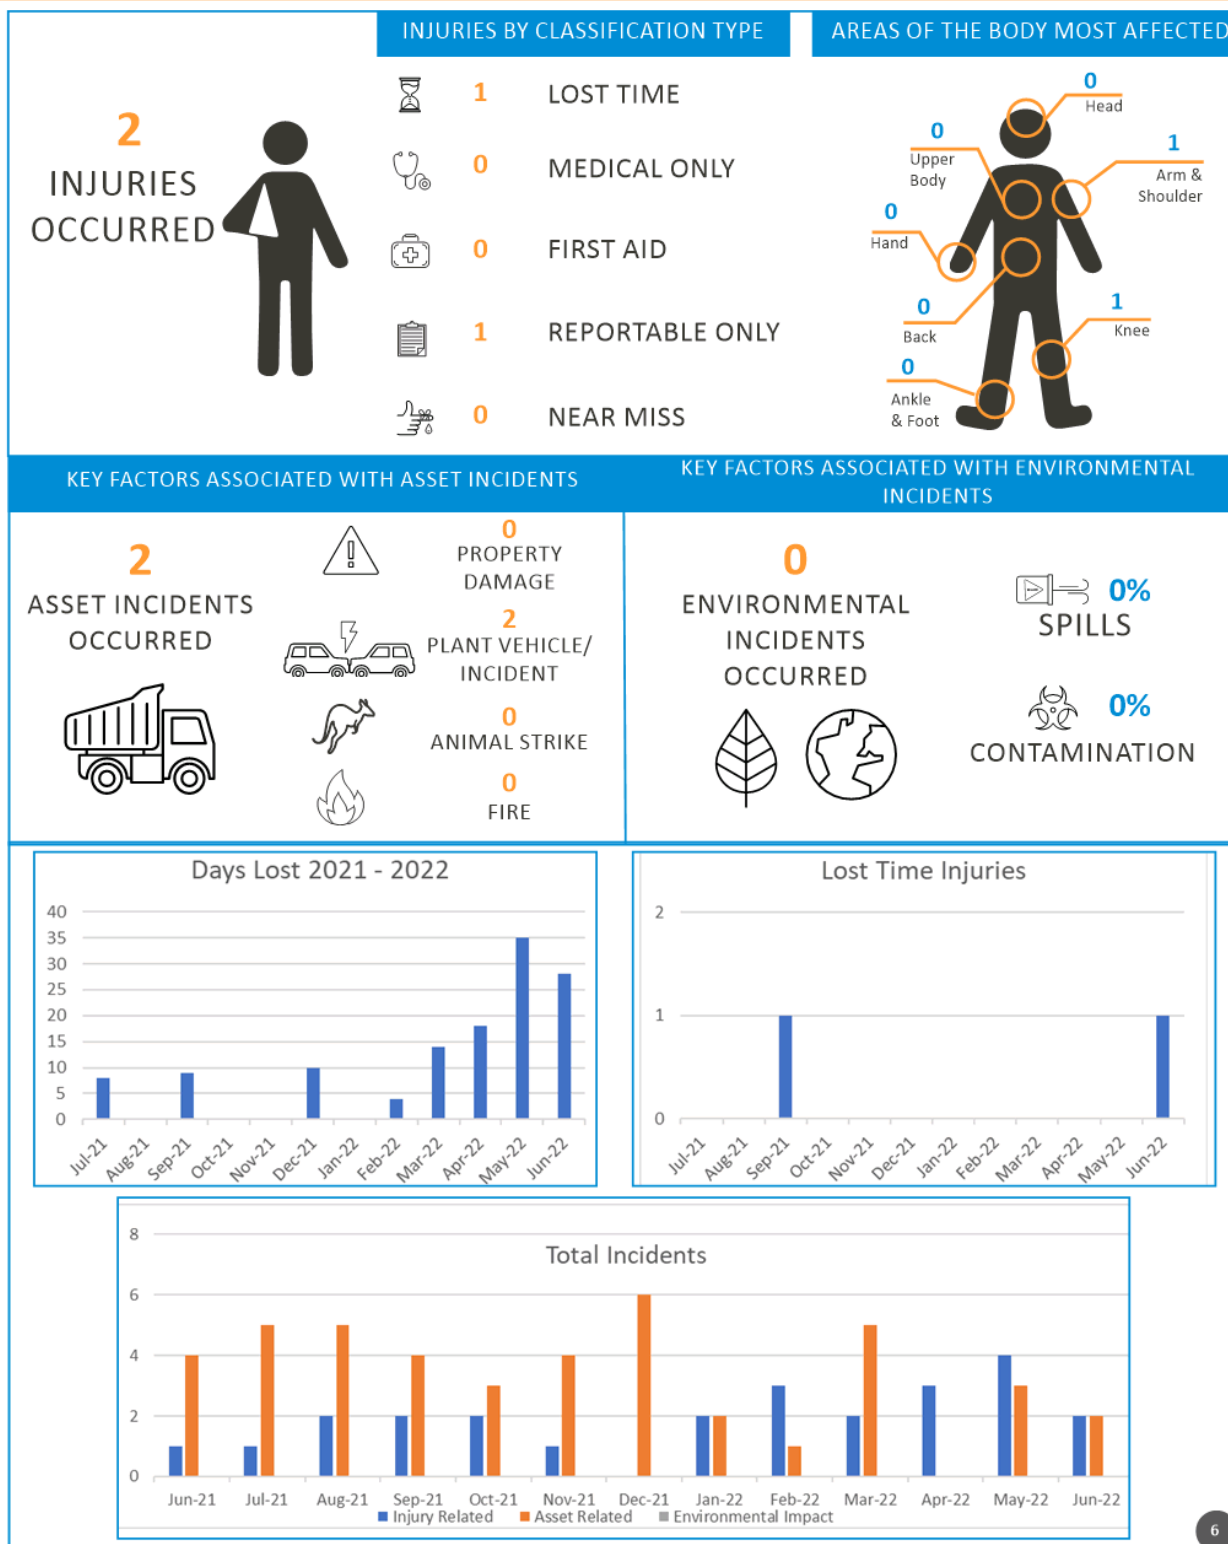 INJURIES BY CLASSIFICATION TYPE
AREAS OF THE BODY MOST AFFECTED
2
INJURIES
OCCURRED
1 LOST TIME
0 MEDICAL ONLY
0 FIRST AID
1 REPORTABLE ONLY
0 NEAR MISS
0
Head
0
Upper
Body
1
Arm &
Shoulder
0
Hand
0
Back
1
Knee
0
Ankle
& Foot
KEY FACTORS ASSOCIATED WITH ASSET INCIDENTS
2
ASSET INCIDENTS
OCCURRED
0
PROPERTY
DAMAGE
2
PLANT VEHICLE/
INCIDENT
0
ANIMAL STRIKE
0
FIRE
KEY FACTORS ASSOCIATED WITH ENVIRONMENTAL
INCIDENTS
0
ENVIRONMENTAL
INCIDENTS
OCCURRED
0%
SPILLS
0%
CONTAMINATION
Days Lost 2021 - 2022
40
35
30
25
20
15
10
5
0
Jul-21 Aug-21 Sep-21 Oct-21 Nov-21 Dec-21 Jan-22 Feb-22 Mar-22 Apr-22 May-22 Jun-22
Lost Time Injuries
2
1
0
Jul-21 Aug-21 Sep-21 Oct-21 Nov-21 Dec-21 Jan-22 Feb-22 Mar-22 Apr-22 May-22 Jun-22
Total Incidents
8
6
4
2
0
Jun-21 Jul-21 Aug-21 Sep-21 Oct-21 Nov-21 Dec-21 Jan-22 Feb-22 Mar-22 Apr-22 May-22 Jun-22
Injury Related Asset Related Environmental Impact
6